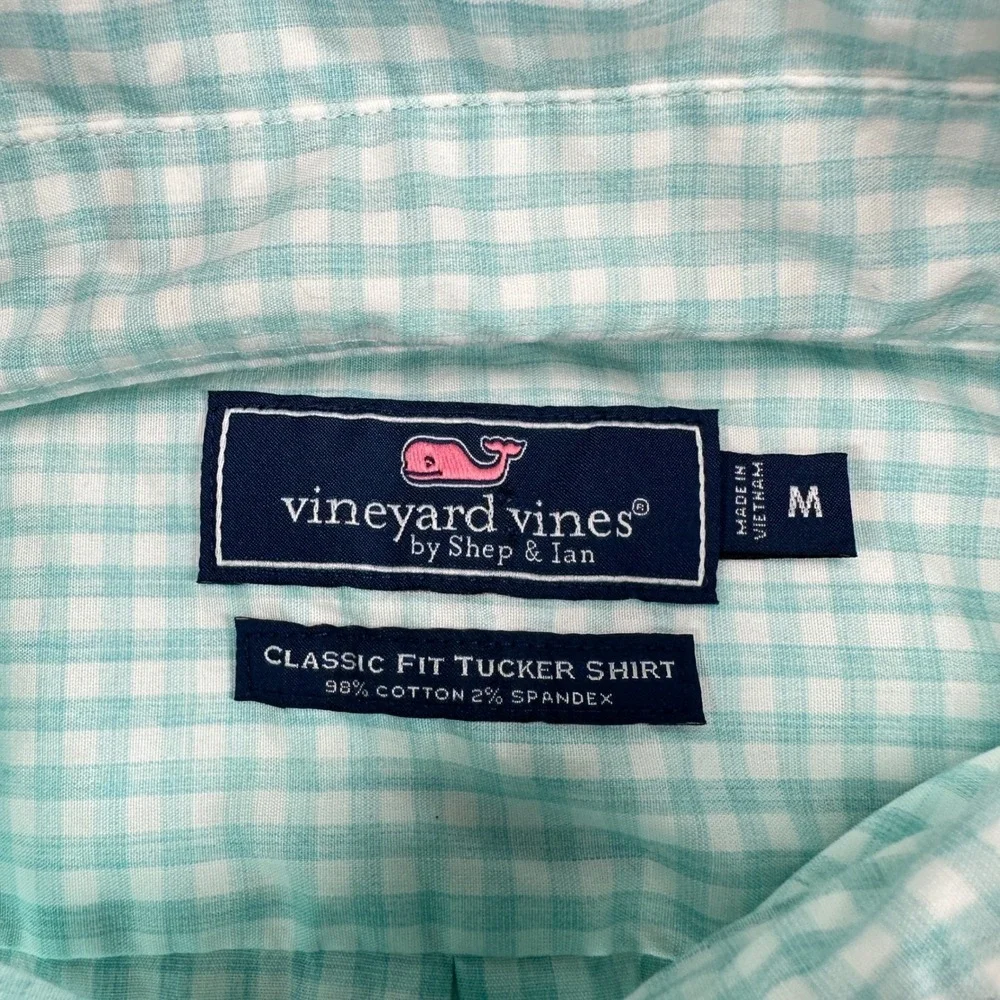 vineyard vines®
by Shep & Ian
MADE IN
VIETNAM
M
CLASSIC FIT TUCKER SHIRT
98% COTTON 2% SPANDEX